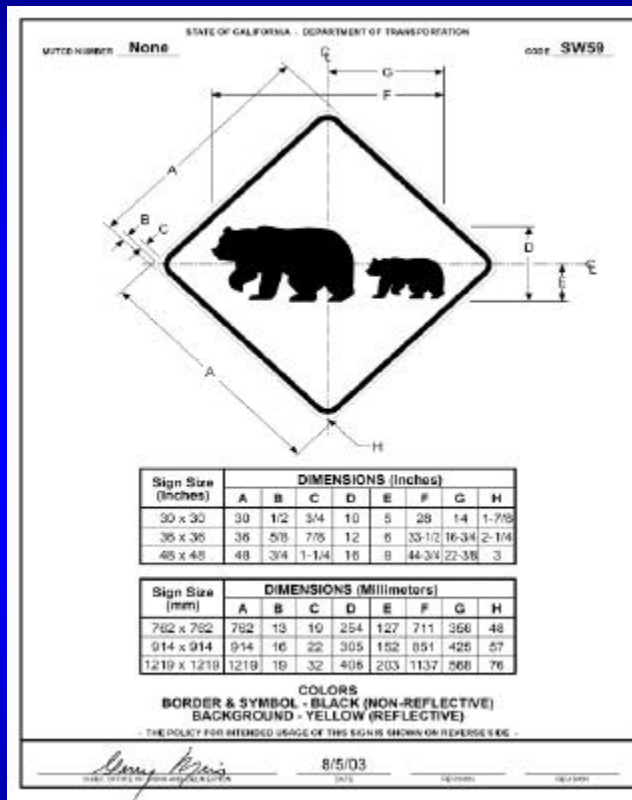 STATE OF CALIFORNIA - DEPARTMENT OF TRANSPORTATION
MUTCD NUMBER None CODE SW59
G
F
A
B
C
D
E
A
H
Sign Size (Inches) DIMENSIONS (Inches)
A B C D E F G H
30 x 30 30 1/2 3/4 10 5 28 14 1-7/8
36 x 36 36 5/8 7/8 12 6 33-1/2 16-3/4 2-1/4
48 x 48 48 3/4 1-1/4 16 8 44-3/4 22-3/8 3
Sign Size (mm) DIMENSIONS (Millimeters)
A B C D E F G H
762 x 762 762 13 19 254 127 711 356 48
914 x 914 914 16 22 305 152 851 425 57
1219 x 1219 1219 19 32 406 203 1137 568 76
COLORS
BORDER & SYMBOL - BLACK (NON-REFLECTIVE)
BACKGROUND - YELLOW (REFLECTIVE)
- THE POLICY FOR INTENDED USAGE OF THIS SIGN IS SHOWN ON REVERSE SIDE -
8/5/03
DATE REVISION REVISION